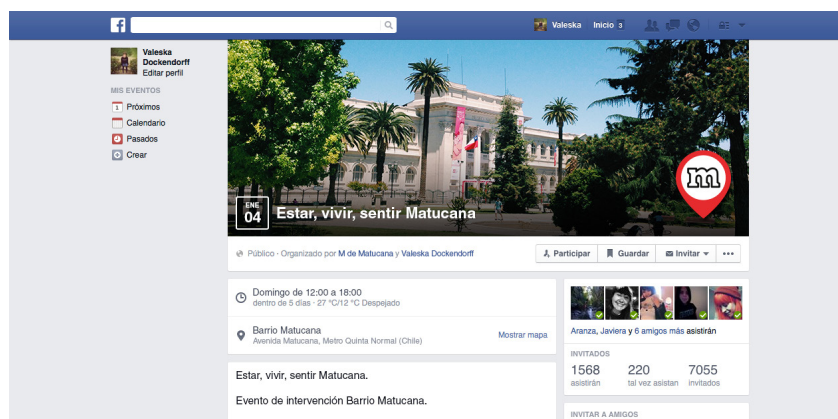 f
Valeska
Inicio 3
Valeska
Dockendorff
Editar perfil
MIS EVENTOS
1 Próximos
Calendario
Pasados
Crear
m
ENE
04
Estar, vivir, sentir Matucana
Público · Organizado por M de Matucana y Valeska Dockendorff
Participar
Guardar
Invitar
Domingo de 12:00 a 18:00
dentro de 5 días · 27 °C/12 °C Despejado
Barrio Matucana
Avenida Matucana, Metro Quinta Normal (Chile)
Mostrar mapa
Estar, vivir, sentir Matucana.
Evento de intervención Barrio Matucana.
Aranza, Javiera y 6 amigos más asistirán
INVITADOS
1568 220 7055
asistirán tal vez asistan invitados
INVITAR A AMIGOS